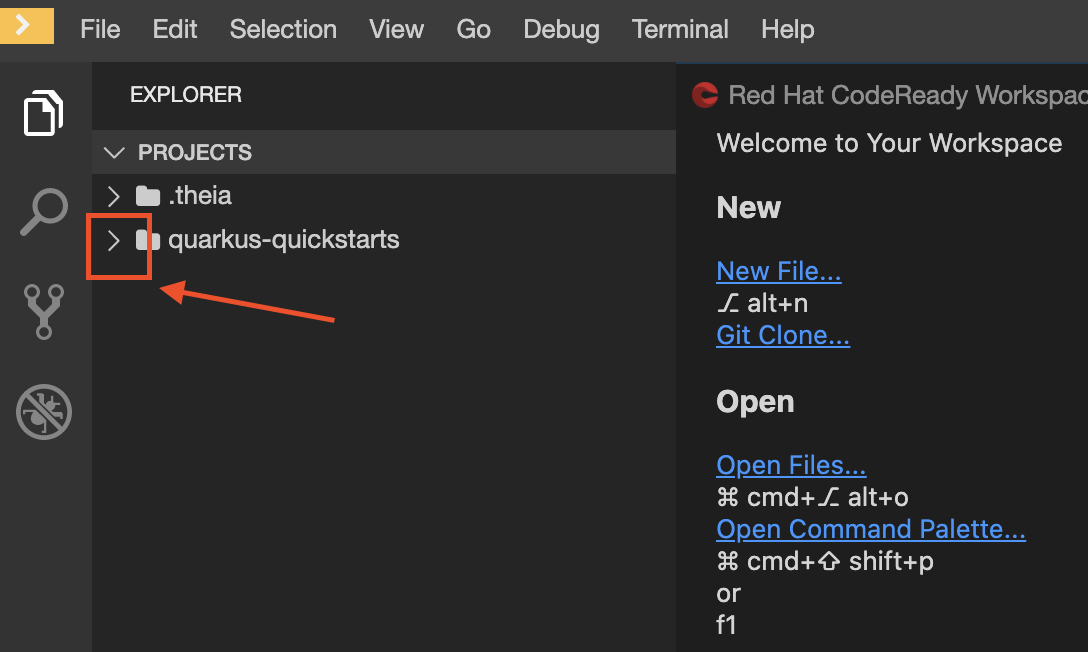 File Edit Selection View Go Debug Terminal Help
EXPLORER
PROJECTS
.theia
quarkus-quickstarts
Red Hat CodeReady
Welcome to Your Workspace
New
New File...
⌥ alt+n
Git Clone...
Open
Open Files...
⌘ cmd+⌥ alt+o
Open Command Palette...
⌘ cmd+⇧ shift+p
or
f1